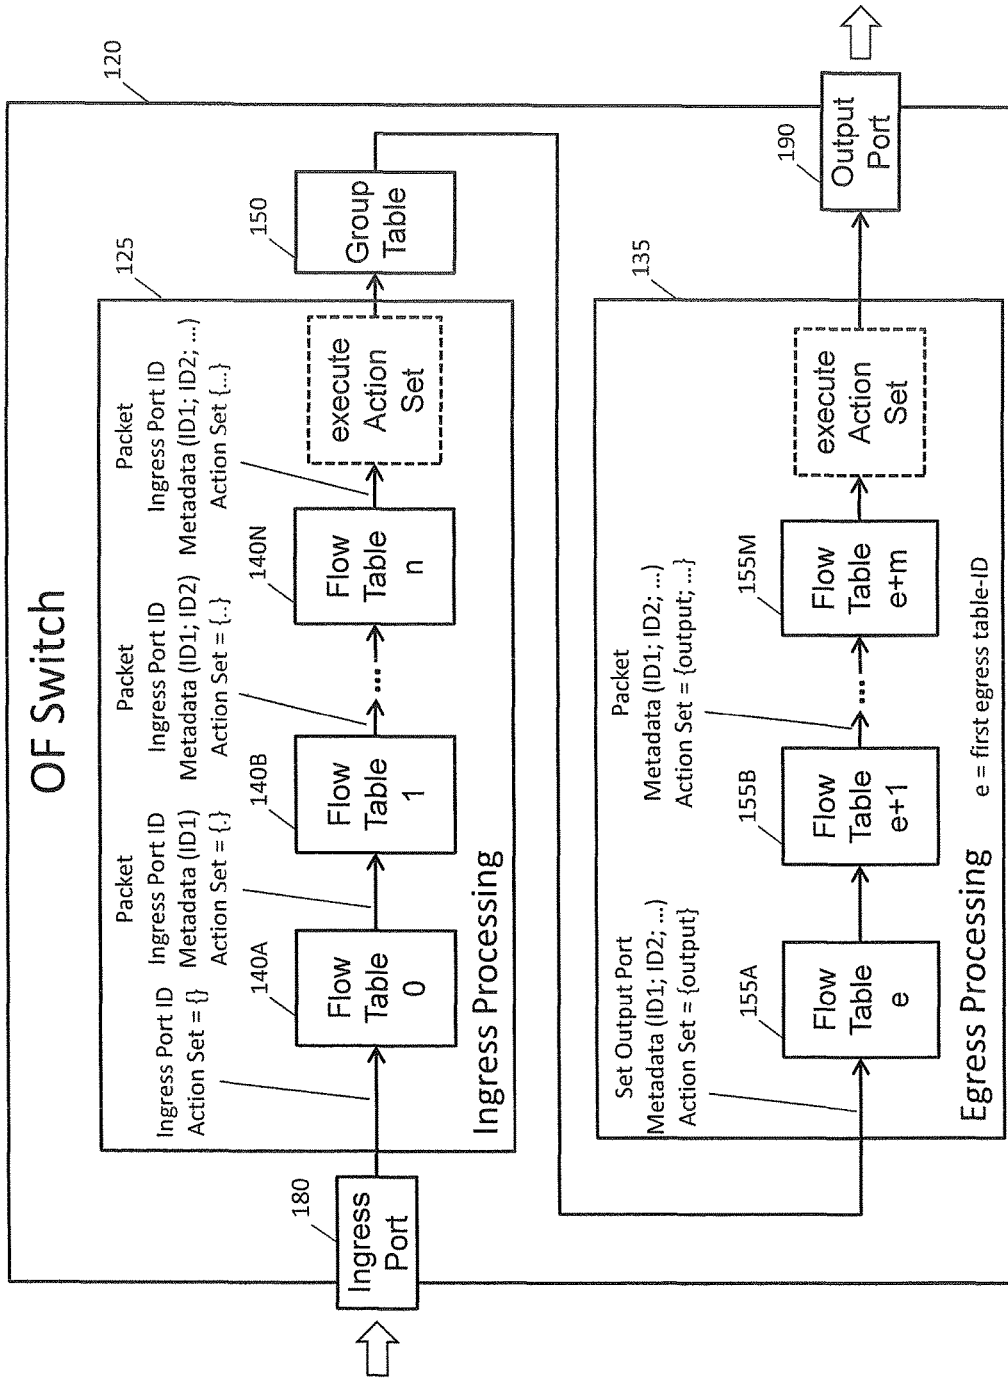 OF Switch
120
125
Ingress Port ID
Action Set = {}
Packet
Ingress Port ID
Metadata (ID1)
Action Set = {.}
Packet
Ingress Port ID
Metadata (ID1; ID2)
Action Set = {..}
Packet
Ingress Port ID
Metadata (ID1; ID2; ...)
Action Set {...}
180
Ingress
Port
140A
Flow
Table
0
140B
Flow
Table
1
...
140N
Flow
Table
n
execute
Action
Set
150
Group
Table
Ingress Processing
135
Set Output Port
Metadata (ID1; ID2; ...)
Action Set = {output}
Packet
Metadata (ID1; ID2; ...)
Action Set = {output; ...}
155A
Flow
Table
e
155B
Flow
Table
e+1
...
155M
Flow
Table
e+m
execute
Action
Set
190
Output
Port
Egress Processing
e = first egress table-ID